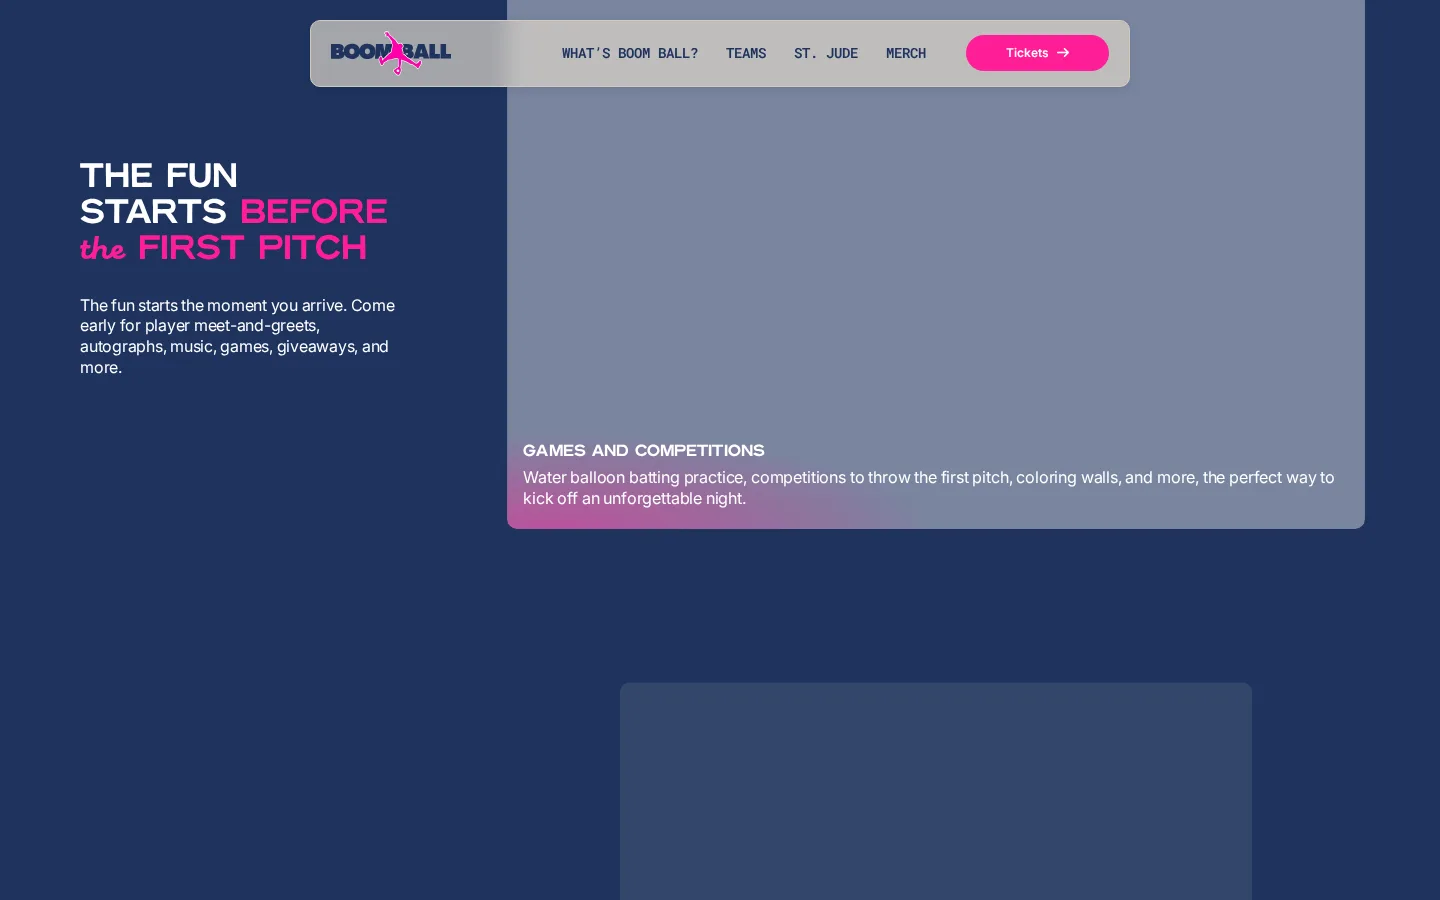 BOOM BALL
WHAT'S BOOM BALL? TEAMS ST. JUDE MERCH Tickets
THE FUN
STARTS BEFORE
the FIRST PITCH
The fun starts the moment you arrive. Come
early for player meet-and-greets,
autographs, music, games, giveaways, and
more.
GAMES AND COMPETITIONS
Water balloon batting practice, competitions to throw the first pitch, coloring walls, and more, the perfect way to
kick off an unforgettable night.